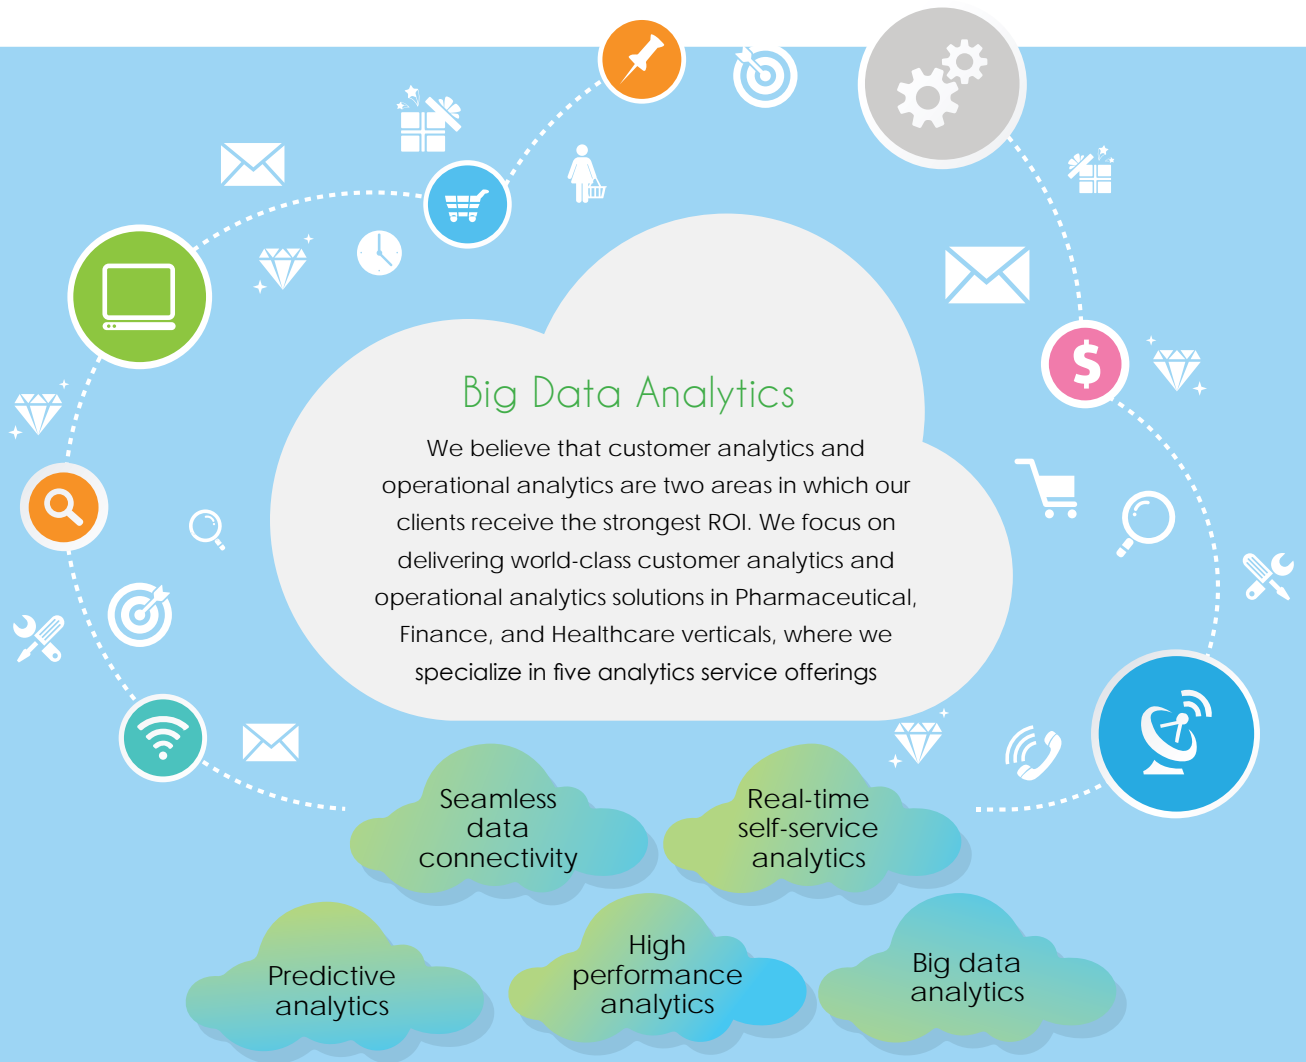 Big Data Analytics
We believe that customer analytics and
operational analytics are two areas in which our
clients receive the strongest ROI. We focus on
delivering world-class customer analytics and
operational analytics solutions in Pharmaceutical,
Finance, and Healthcare verticals, where we
specialize in five analytics service offerings
Seamless
data
connectivity
Real-time
self-service
analytics
Predictive
analytics
High
performance
analytics
Big data
analytics
$